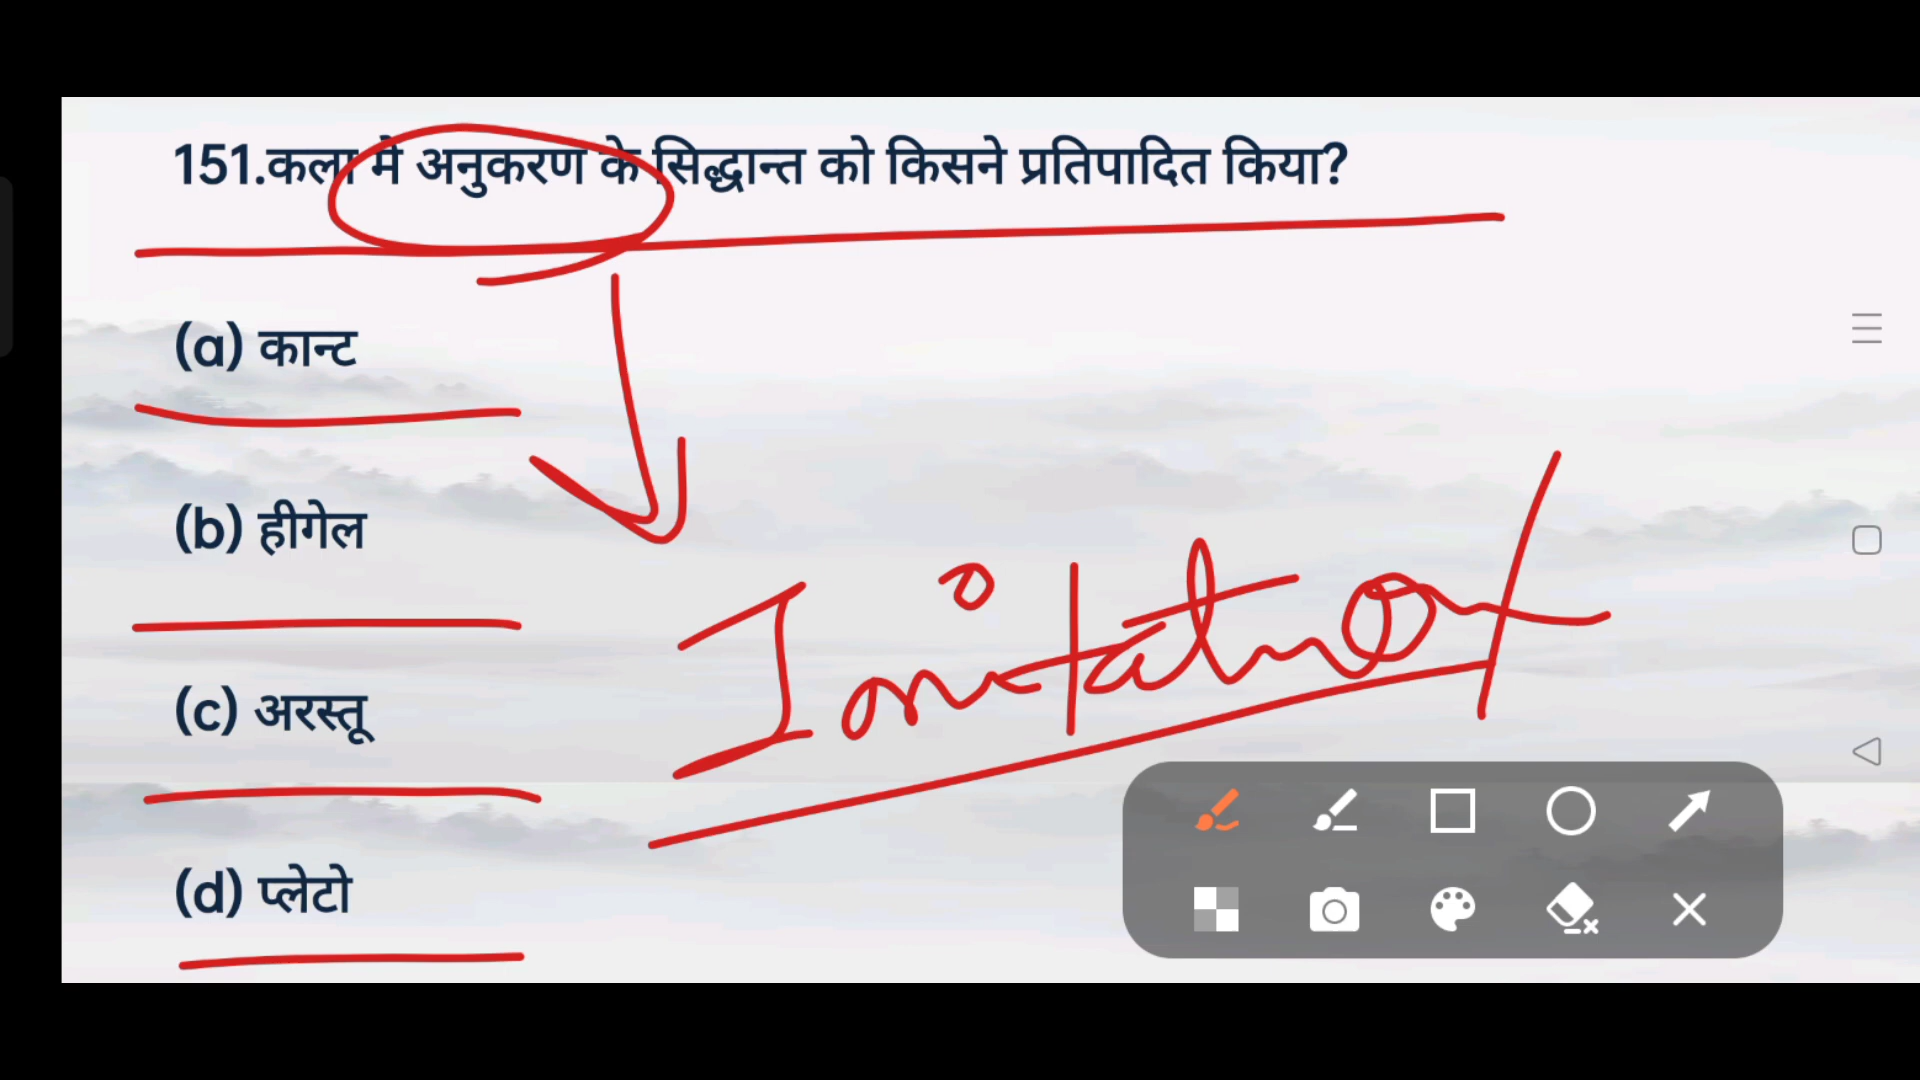 151.कला में अनुकरण के सिद्धान्त को किसने प्रतिपादित किया?
(a) कान्ट
(b) हीगेल
(c) अरस्तू
Imitation
(d) प्लेटो